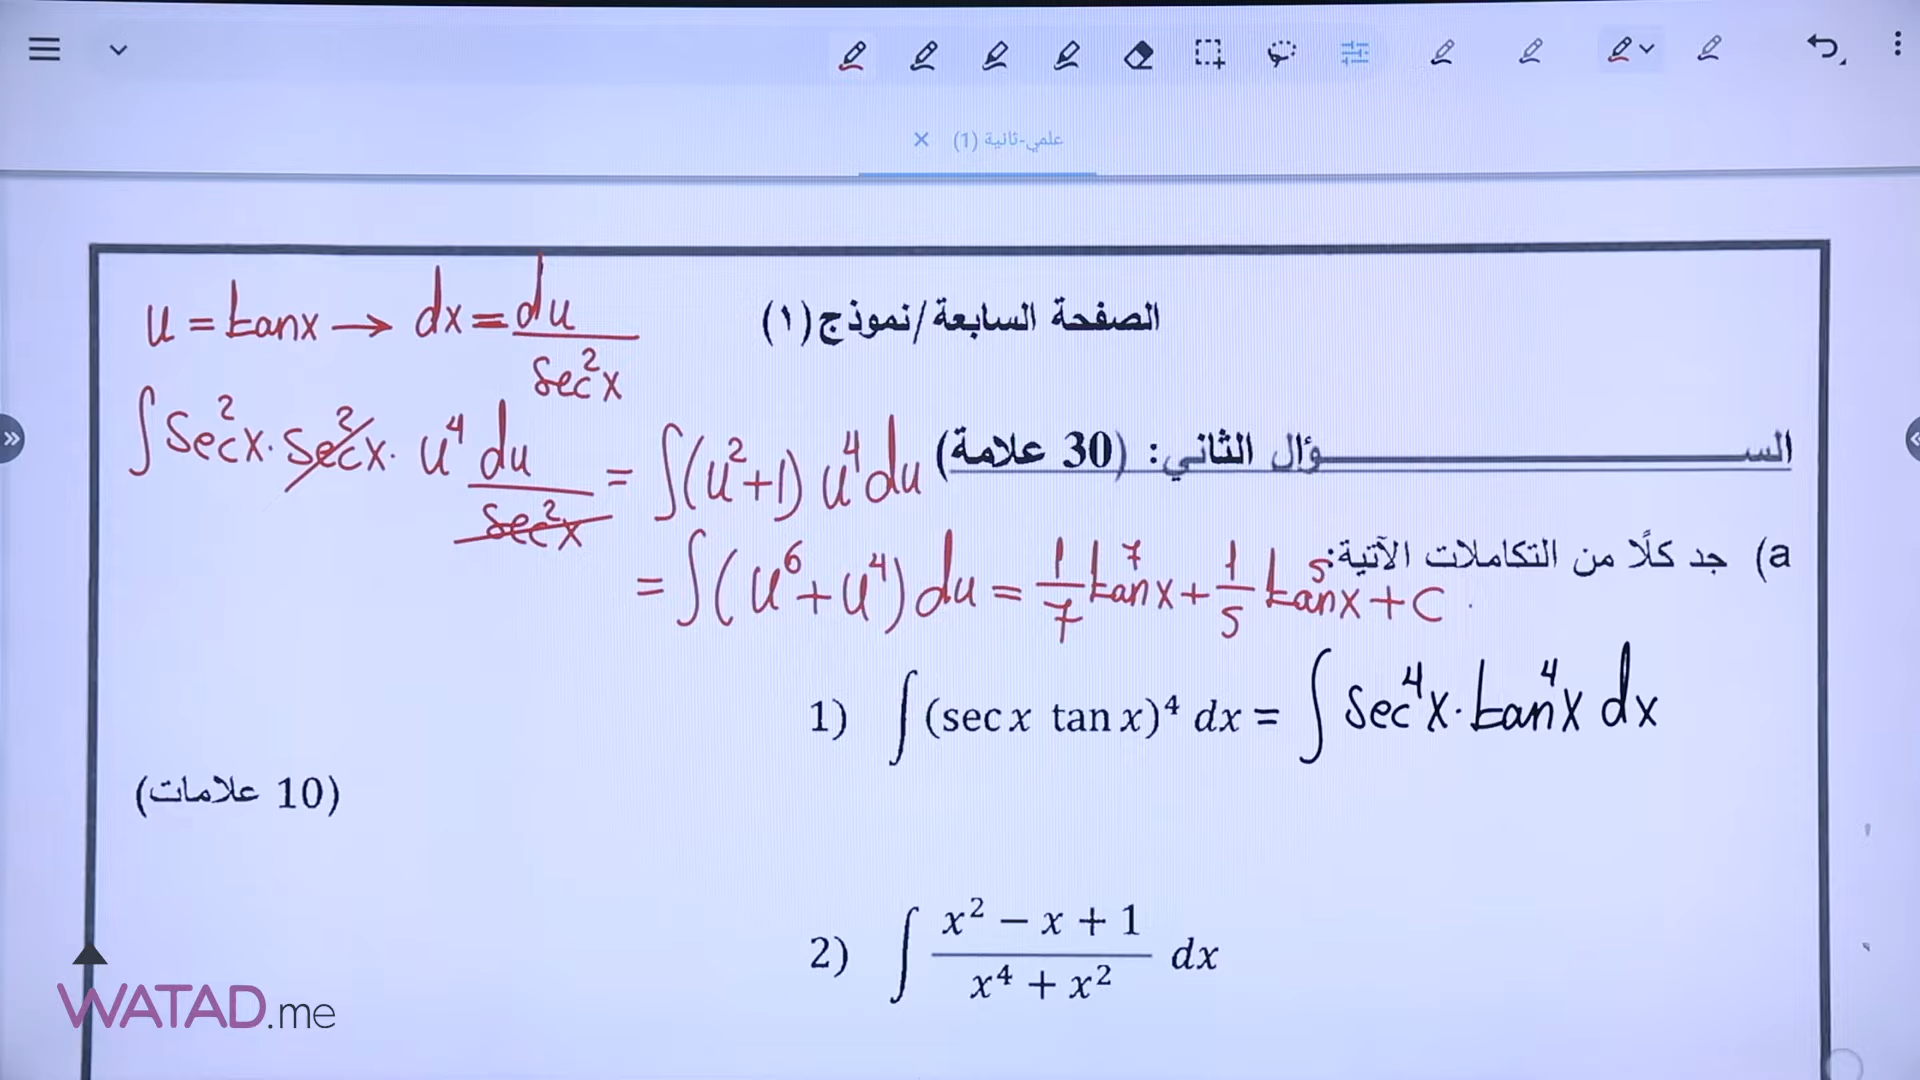 علمي-ثانية (1)
الصفحة السابعة/نموذج(١)
u = tanx → dx = du/sec²x
∫ sec²x · sec²x · u⁴ du/sec²x = ∫(u²+1) u⁴ du
= ∫(u⁶ + u⁴) du = 1/7 tan⁷x + 1/5 tan⁵x + C
الســـــــــــــــؤال الثاني: (30 علامة)
a) جد كلًا من التكاملات الآتية:
1) ∫ (sec x tan x)⁴ dx = ∫ sec⁴x · tan⁴x dx
(10 علامات)
2) ∫ (x² − x + 1)/(x⁴ + x²) dx
WATAD.me